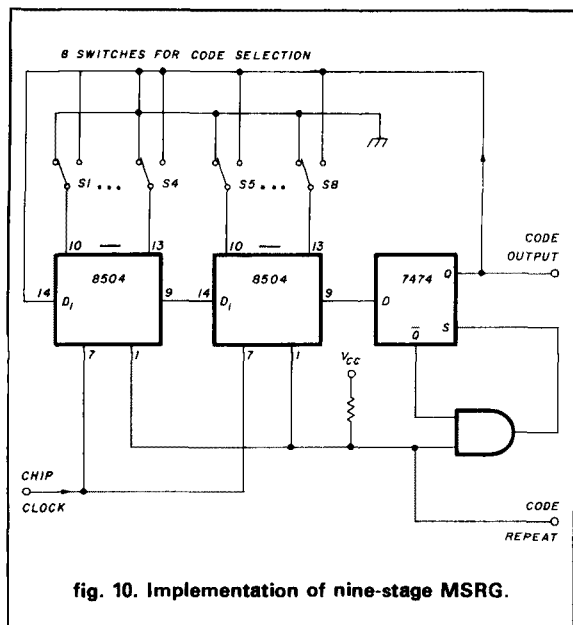 8 SWITCHES FOR CODE SELECTION
S1 ... S4 S5 ... S8
10 13 10 13
8504 8504 7474
14 D1 9 14 D1 9 D Q
CODE
OUTPUT
Q S
7 1 7 1
VCC
CHIP
CLOCK
CODE
REPEAT
fig. 10. Implementation of nine-stage MSRG.